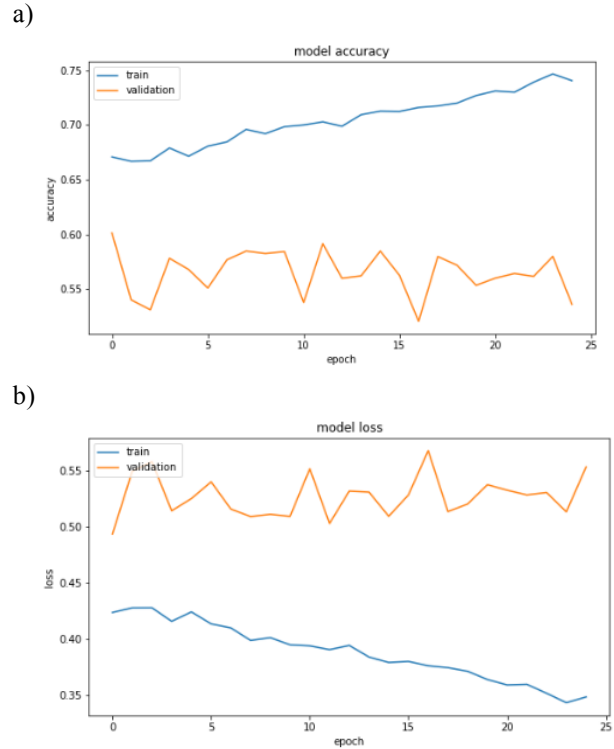 a)
model accuracy
train
validation
0.75
0.70
0.65
0.60
0.55
accuracy
0 5 10 15 20 25
epoch
b)
model loss
train
validation
0.55
0.50
0.45
0.40
0.35
loss
0 5 10 15 20 25
epoch